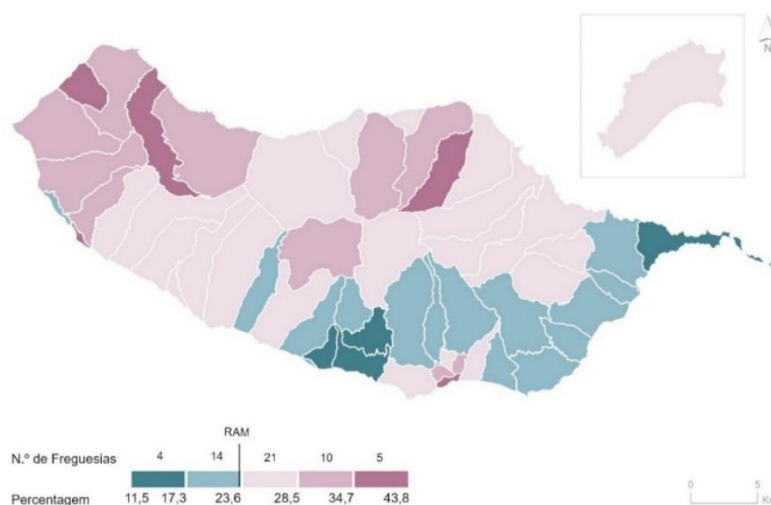 N
RAM
N.º de Freguesias 4 14 21 10 5
Percentagem 11,5 17,3 23,6 28,5 34,7 43,8
0 5